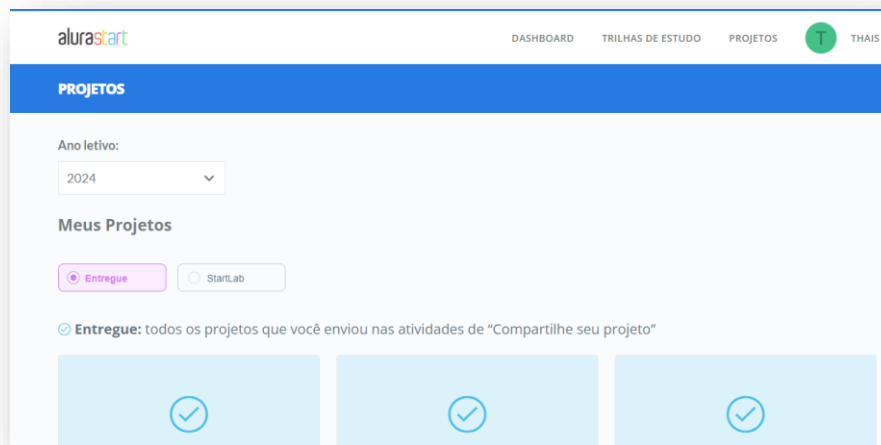 alurastart
DASHBOARD TRILHAS DE ESTUDO PROJETOS T THAIS
PROJETOS
Ano letivo:
2024
Meus Projetos
Entregue StartLab
Entregue: todos os projetos que você enviou nas atividades de “Compartilhe seu projeto”